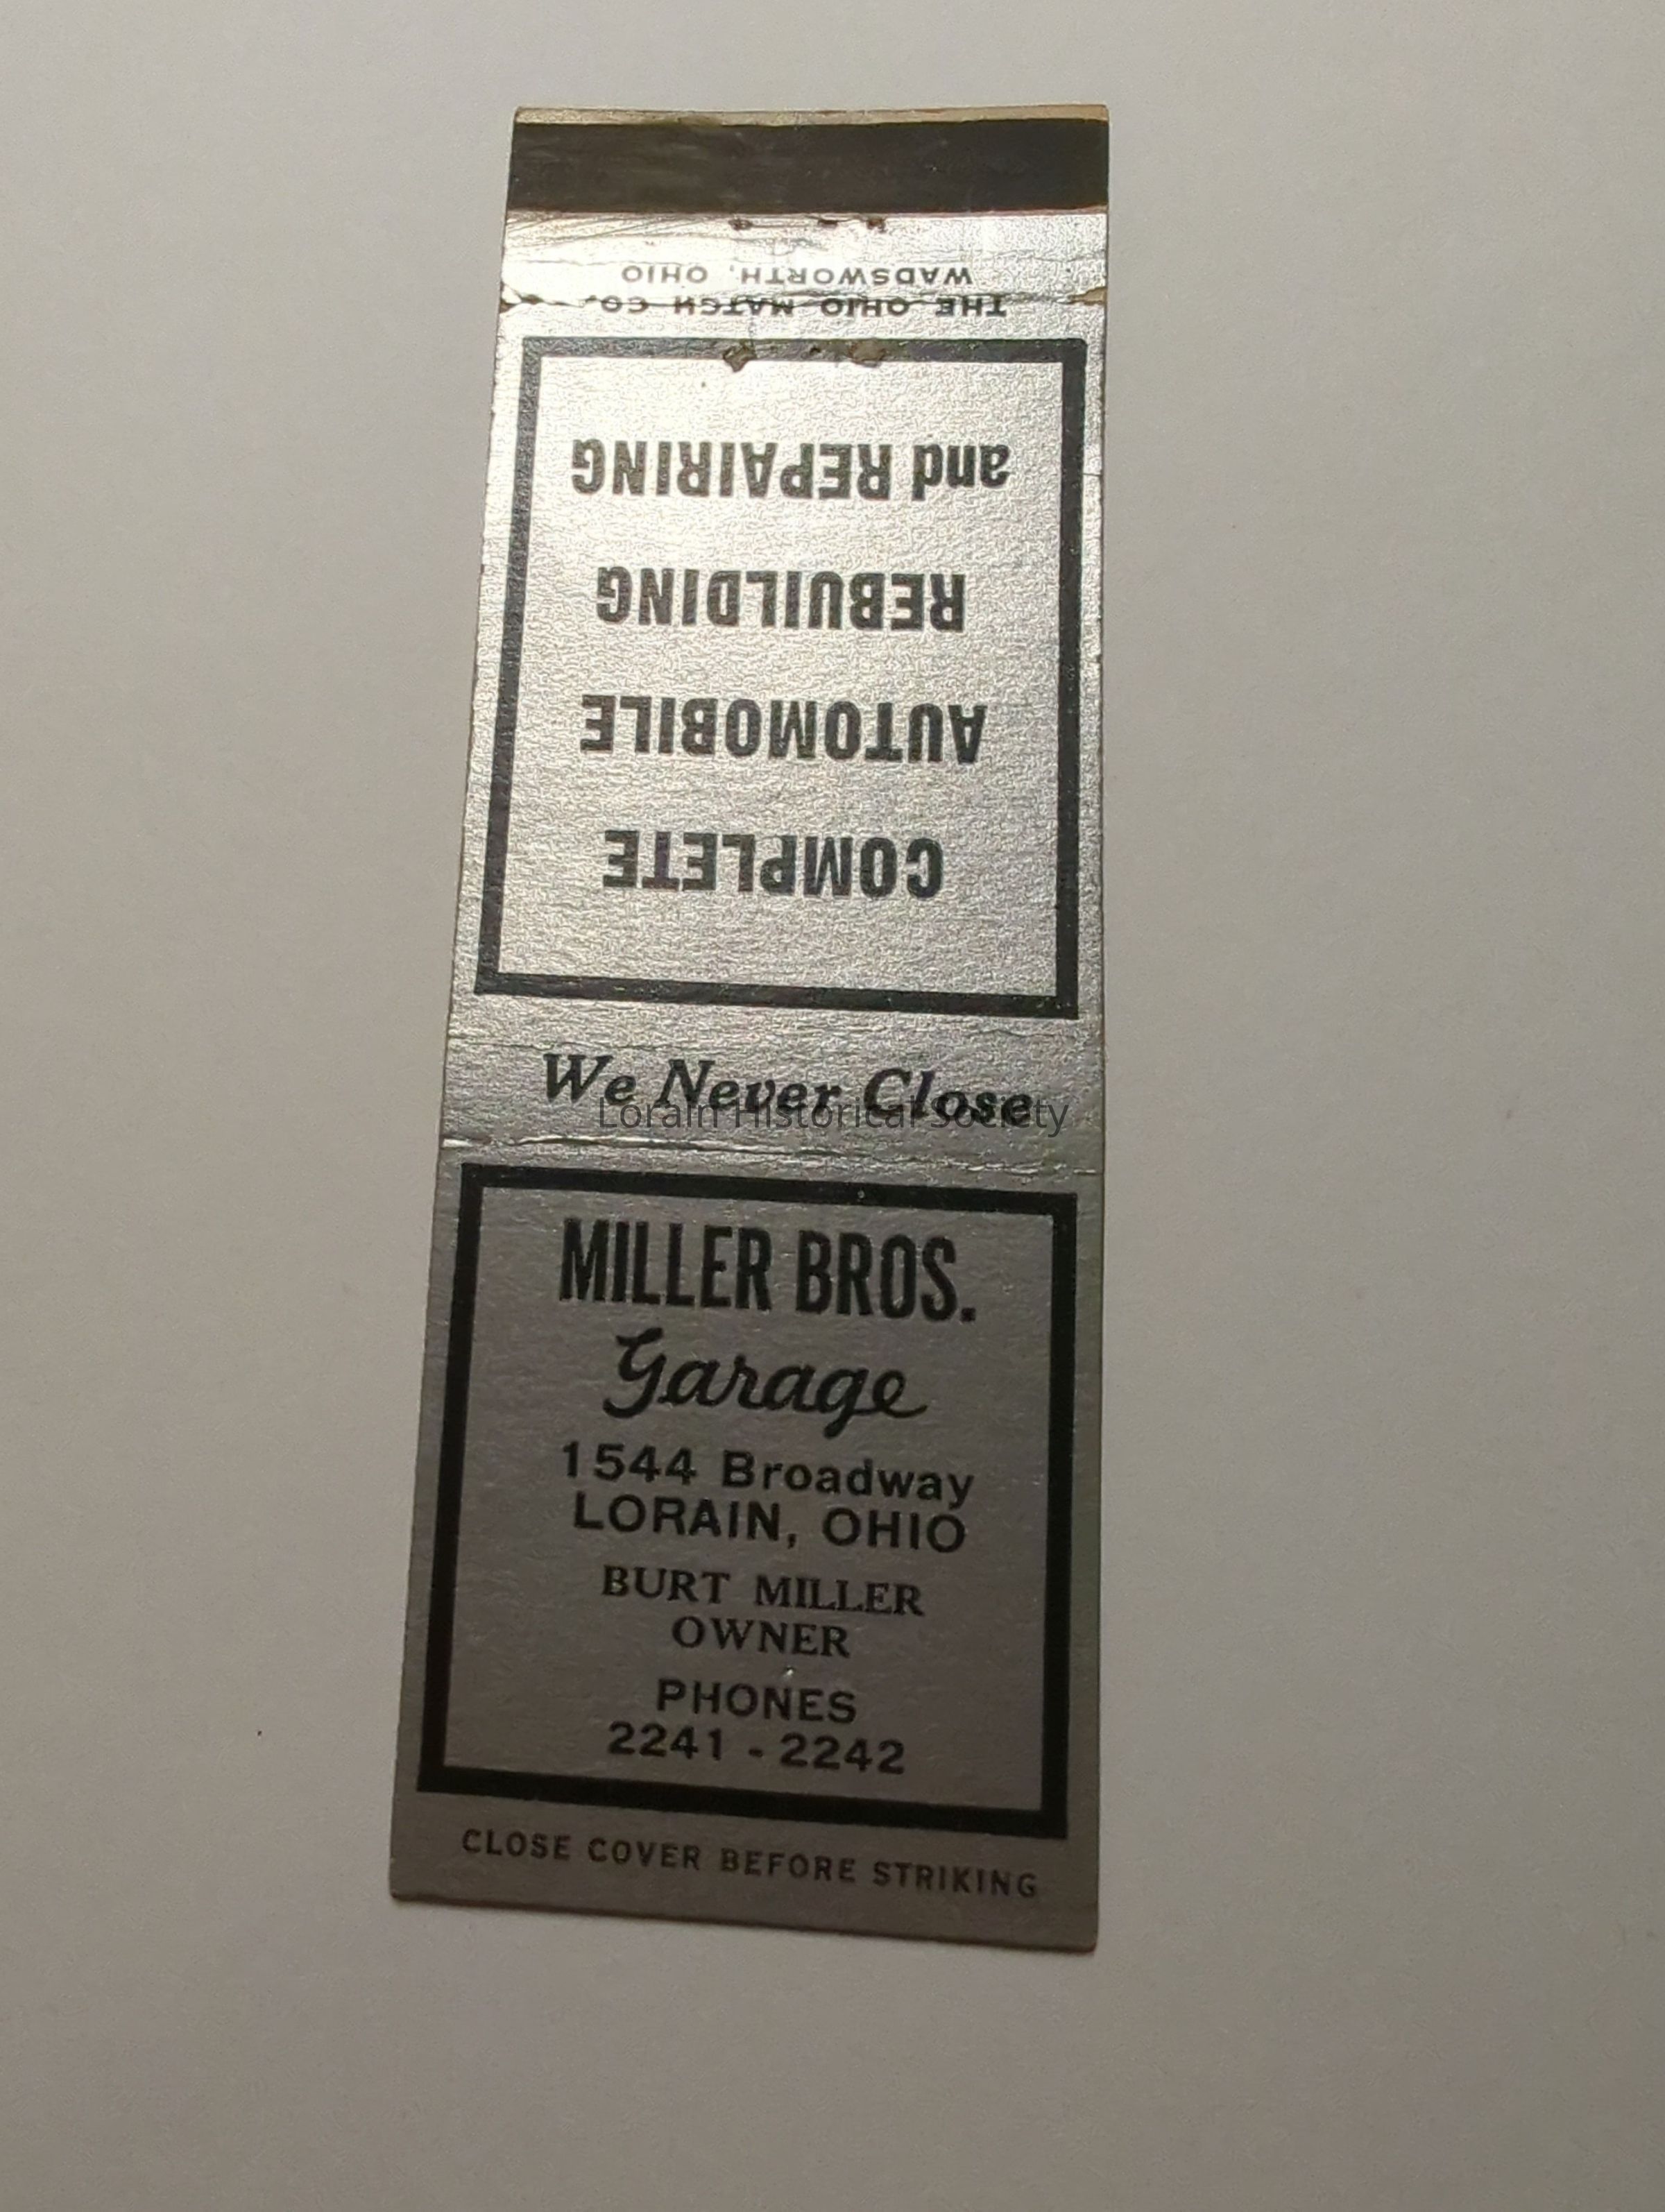 THE OHIO MATCH CO.
WADSWORTH, OHIO
COMPLETE
AUTOMOBILE
REBUILDING
and REPAIRING
We Never Close
Lorain Historical Society
MILLER BROS.
Garage
1544 Broadway
LORAIN, OHIO
BURT MILLER
OWNER
PHONES
2241 - 2242
CLOSE COVER BEFORE STRIKING